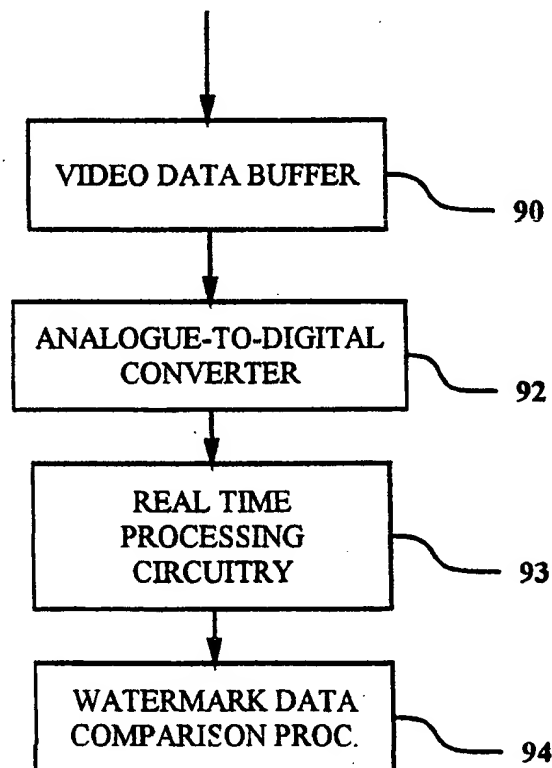 VIDEO DATA BUFFER
90
ANALOGUE-TO-DIGITAL
CONVERTER
92
REAL TIME
PROCESSING
CIRCUITRY
93
WATERMARK DATA
COMPARISON PROC.
94